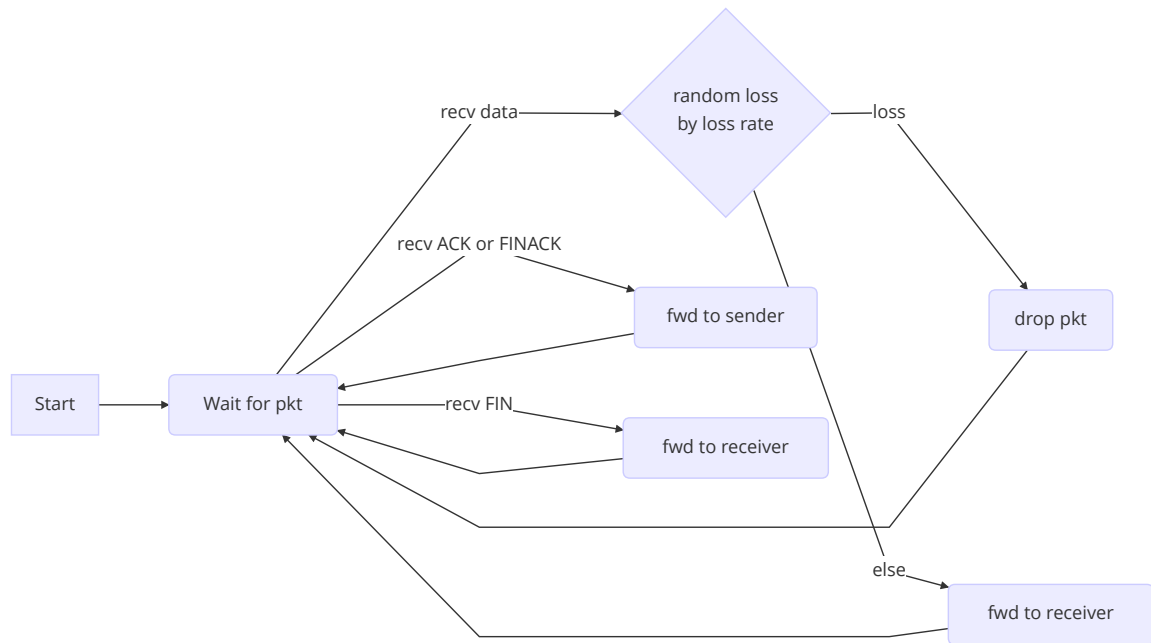 random loss
by loss rate
recv data
loss
recv ACK or FINACK
fwd to sender
drop pkt
Start
Wait for pkt
recv FIN
fwd to receiver
else
fwd to receiver